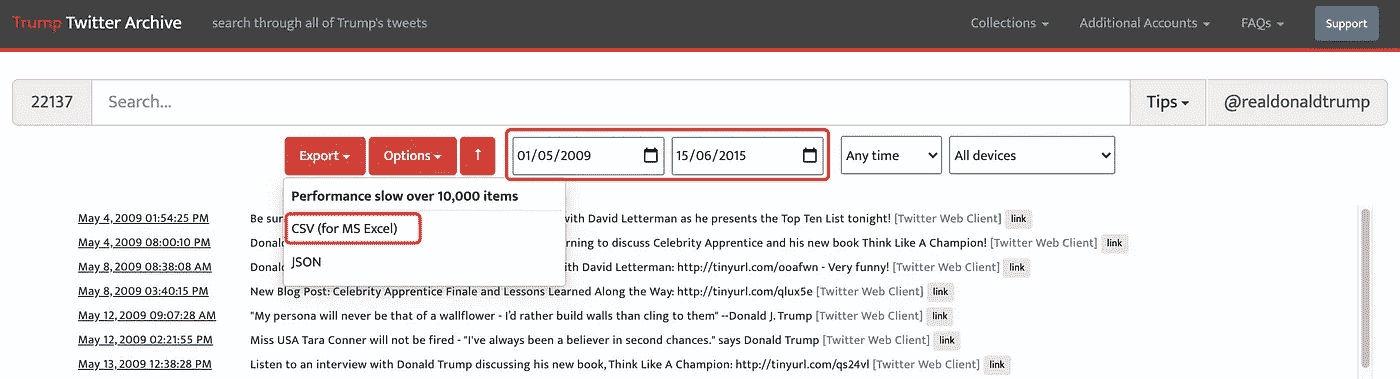 Trump Twitter Archive search through all of Trump's tweets Collections Additional Accounts FAQs Support
22137 Search... Tips @realdonaldtrump
Export Options ↑ 01/05/2009 15/06/2015 Any time All devices
Performance slow over 10,000 items
May 4, 2009 01:54:25 PM Be sur with David Letterman as he presents the Top Ten List tonight! [Twitter Web Client] link
CSV (for MS Excel)
May 4, 2009 08:00:10 PM Donal rning to discuss Celebrity Apprentice and his new book Think Like A Champion! [Twitter Web Client] link
JSON
May 8, 2009 08:38:08 AM Donal with David Letterman: http://tinyurl.com/ooafwn - Very funny! [Twitter Web Client] link
May 8, 2009 03:40:15 PM New Blog Post: Celebrity Apprentice Finale and Lessons Learned Along the Way: http://tinyurl.com/qlux5e [Twitter Web Client] link
May 12, 2009 09:07:28 AM "My persona will never be that of a wallflower - I'd rather build walls than cling to them" --Donald J. Trump [Twitter Web Client] link
May 12, 2009 02:21:55 PM Miss USA Tara Conner will not be fired - "I've always been a believer in second chances." says Donald Trump [Twitter Web Client] link
May 13, 2009 12:38:28 PM Listen to an interview with Donald Trump discussing his new book, Think Like A Champion: http://tinyurl.com/qs24vl [Twitter Web Client] link